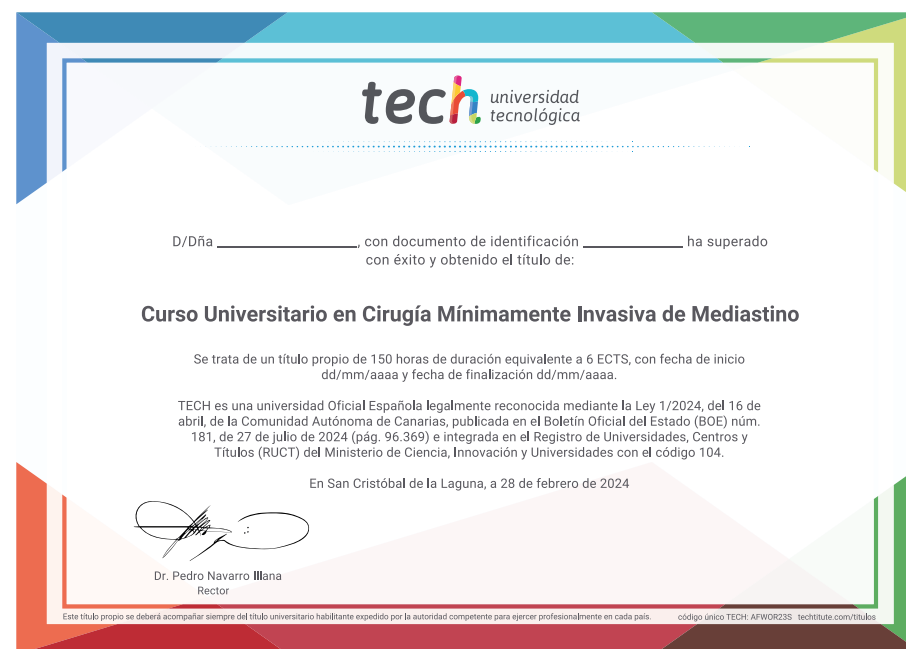 tech universidad
tecnológica
D/Dña ____________, con documento de identificación ____________ ha superado
con éxito y obtenido el título de:
Curso Universitario en Cirugía Mínimamente Invasiva de Mediastino
Se trata de un título propio de 150 horas de duración equivalente a 6 ECTS, con fecha de inicio
dd/mm/aaaa y fecha de finalización dd/mm/aaaa.
TECH es una universidad Oficial Española legalmente reconocida mediante la Ley 1/2024, del 16 de
abril, de la Comunidad Autónoma de Canarias, publicada en el Boletín Oficial del Estado (BOE) núm.
181, de 27 de julio de 2024 (pág. 96.369) e integrada en el Registro de Universidades, Centros y
Títulos (RUCT) del Ministerio de Ciencia, Innovación y Universidades con el código 104.
En San Cristóbal de la Laguna, a 28 de febrero de 2024
Dr. Pedro Navarro Illana
Rector
Este título propio se deberá acompañar siempre del título universitario habilitante expedido por la autoridad competente para ejercer profesionalmente en cada país. código único TECH: AFWOR23S techtitute.com/titulos